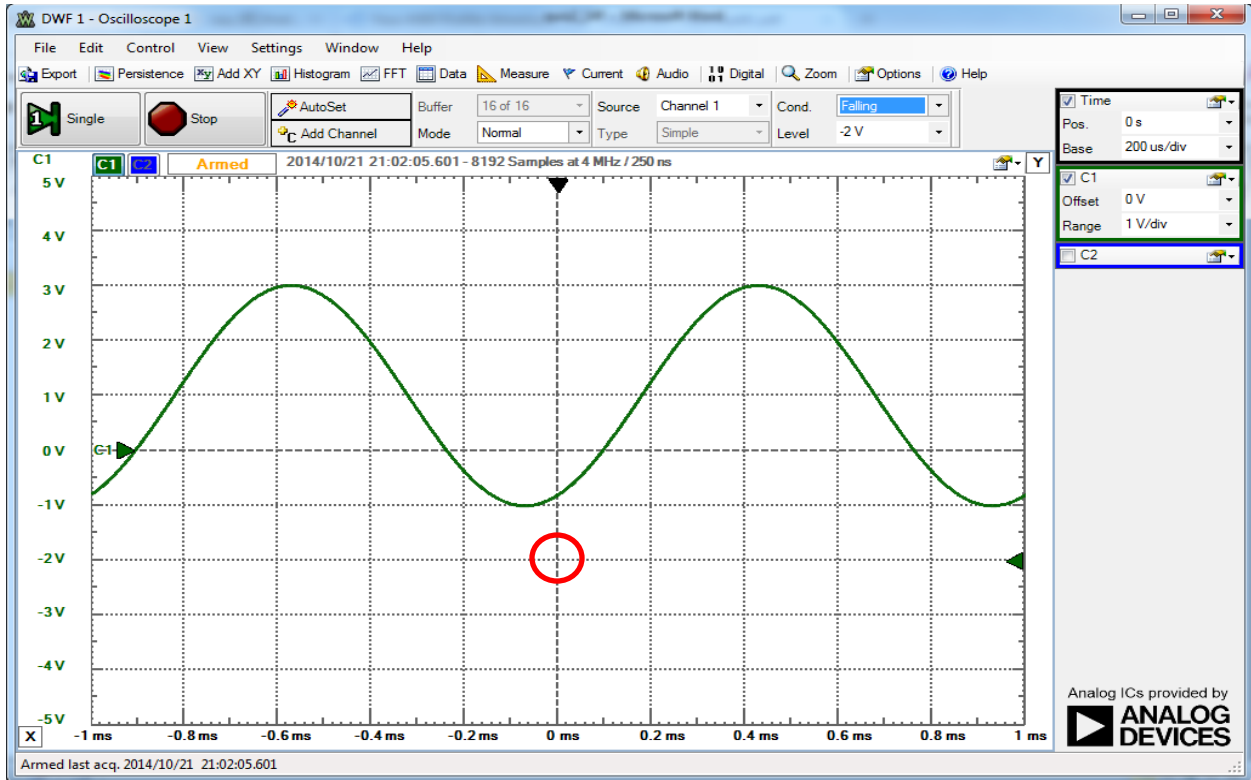 DWF 1 - Oscilloscope 1
File Edit Control View Settings Window Help
Export Persistence Add XY Histogram FFT Data Measure Current Audio Digital Zoom Options Help
Single Stop AutoSet Buffer 16 of 16 Source Channel 1 Cond. Falling
Add Channel Mode Normal Type Simple Level -2 V
Time
Pos. 0 s
Base 200 us/div
C1
Offset 0 V
Range 1 V/div
C2
C1 C1 C2 Armed 2014/10/21 21:02:05.601 - 8192 Samples at 4 MHz / 250 ns Y
5 V
4 V
3 V
2 V
1 V
0 V C1
-1 V
-2 V
-3 V
-4 V
-5 V
X -1 ms -0.8 ms -0.6 ms -0.4 ms -0.2 ms 0 ms 0.2 ms 0.4 ms 0.6 ms 0.8 ms 1 ms
Analog ICs provided by
ANALOG
DEVICES
Armed last acq. 2014/10/21 21:02:05.601